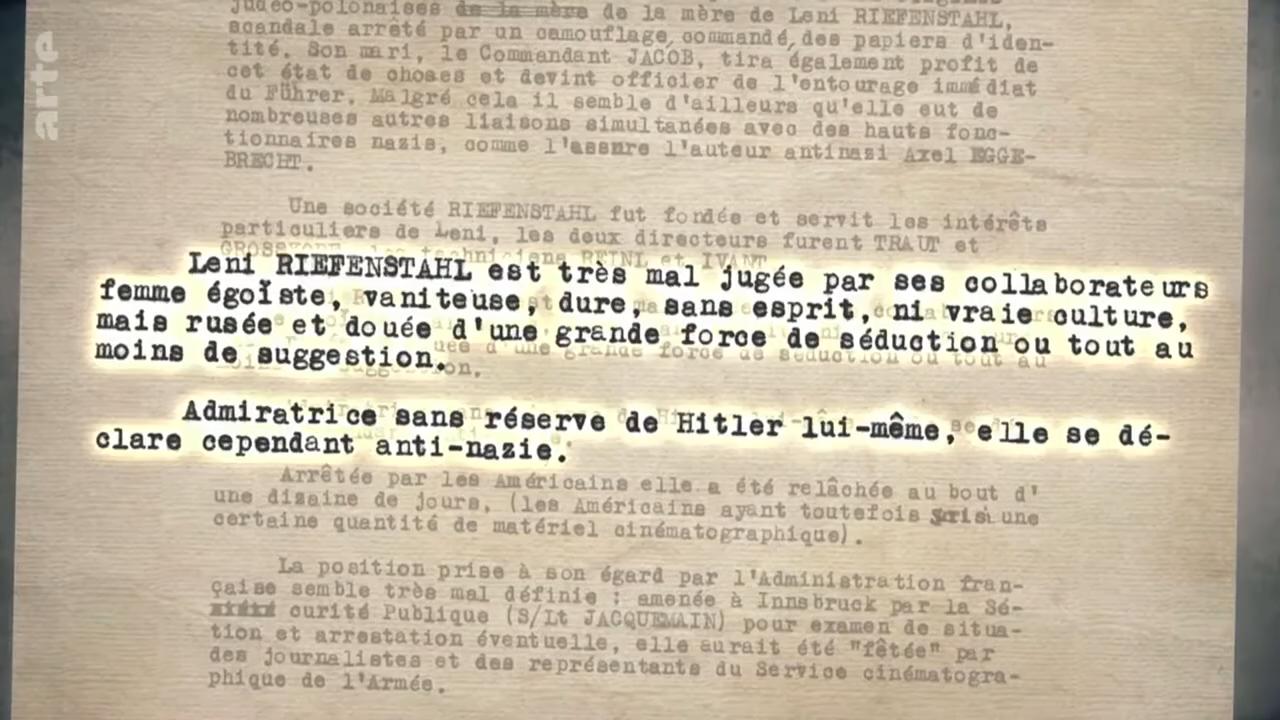 arte
judéo-polonaises de la mère de la mère de Leni RIEFENSTAHL,
scandale arrêté par un camouflage, commandé, des papiers d'iden-
tité. Son mari, le Commandant JACOB, tira également profit de
cet état de choses et devint officier de l'entourage immédiat
du Führer. Malgré cela il semble d'ailleurs qu'elle eut de
nombreuses autres liaisons simultanées avec des hauts fonc-
tionnaires nazis, comme l'assure l'auteur antinazi Axel EGGE-
BRECHT.
Une société RIEFENSTAHL fut fondée et servit les intérêts
particuliers de Leni, les deux directeurs furent TRAUT et
les techniciens REINL et IVANT
Leni RIEFENSTAHL est très mal jugée par ses collaborateurs
femme égoïste, vaniteuse, dure, sans esprit, ni vraie culture,
mais rusée et douée d'une grande force de séduction ou tout au
moins de suggestion.
Admiratrice sans réserve de Hitler lui-même, elle se dé-
clare cependant anti-nazie.
Arrêtée par les Américains elle a été relâchée au bout d'
une dizaine de jours, (les Américains ayant toutefois pris une
certaine quantité de matériel cinématographique).
La position prise à son égard par l'Administration fran-
çaise semble très mal définie : amenée à Innsbruck par la Sé-
curité Publique (S/Lt JACQUEMAIN) pour examen de situa-
tion et arrestation éventuelle, elle aurait été "fêtée" par
des journalistes et des représentants du Service cinématogra-
phique de l'Armée.